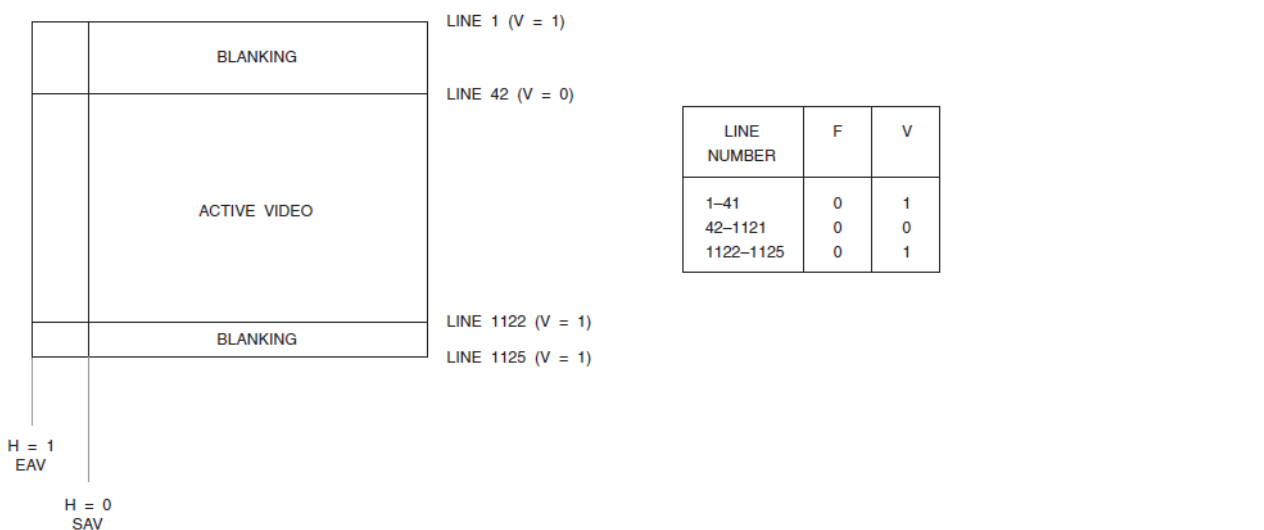 LINE 1 (V = 1)
BLANKING
LINE 42 (V = 0)
ACTIVE VIDEO
LINE 1122 (V = 1)
BLANKING
LINE 1125 (V = 1)
H = 1
EAV
H = 0
SAV
LINE NUMBER F V
1–41 0 1
42–1121 0 0
1122–1125 0 1